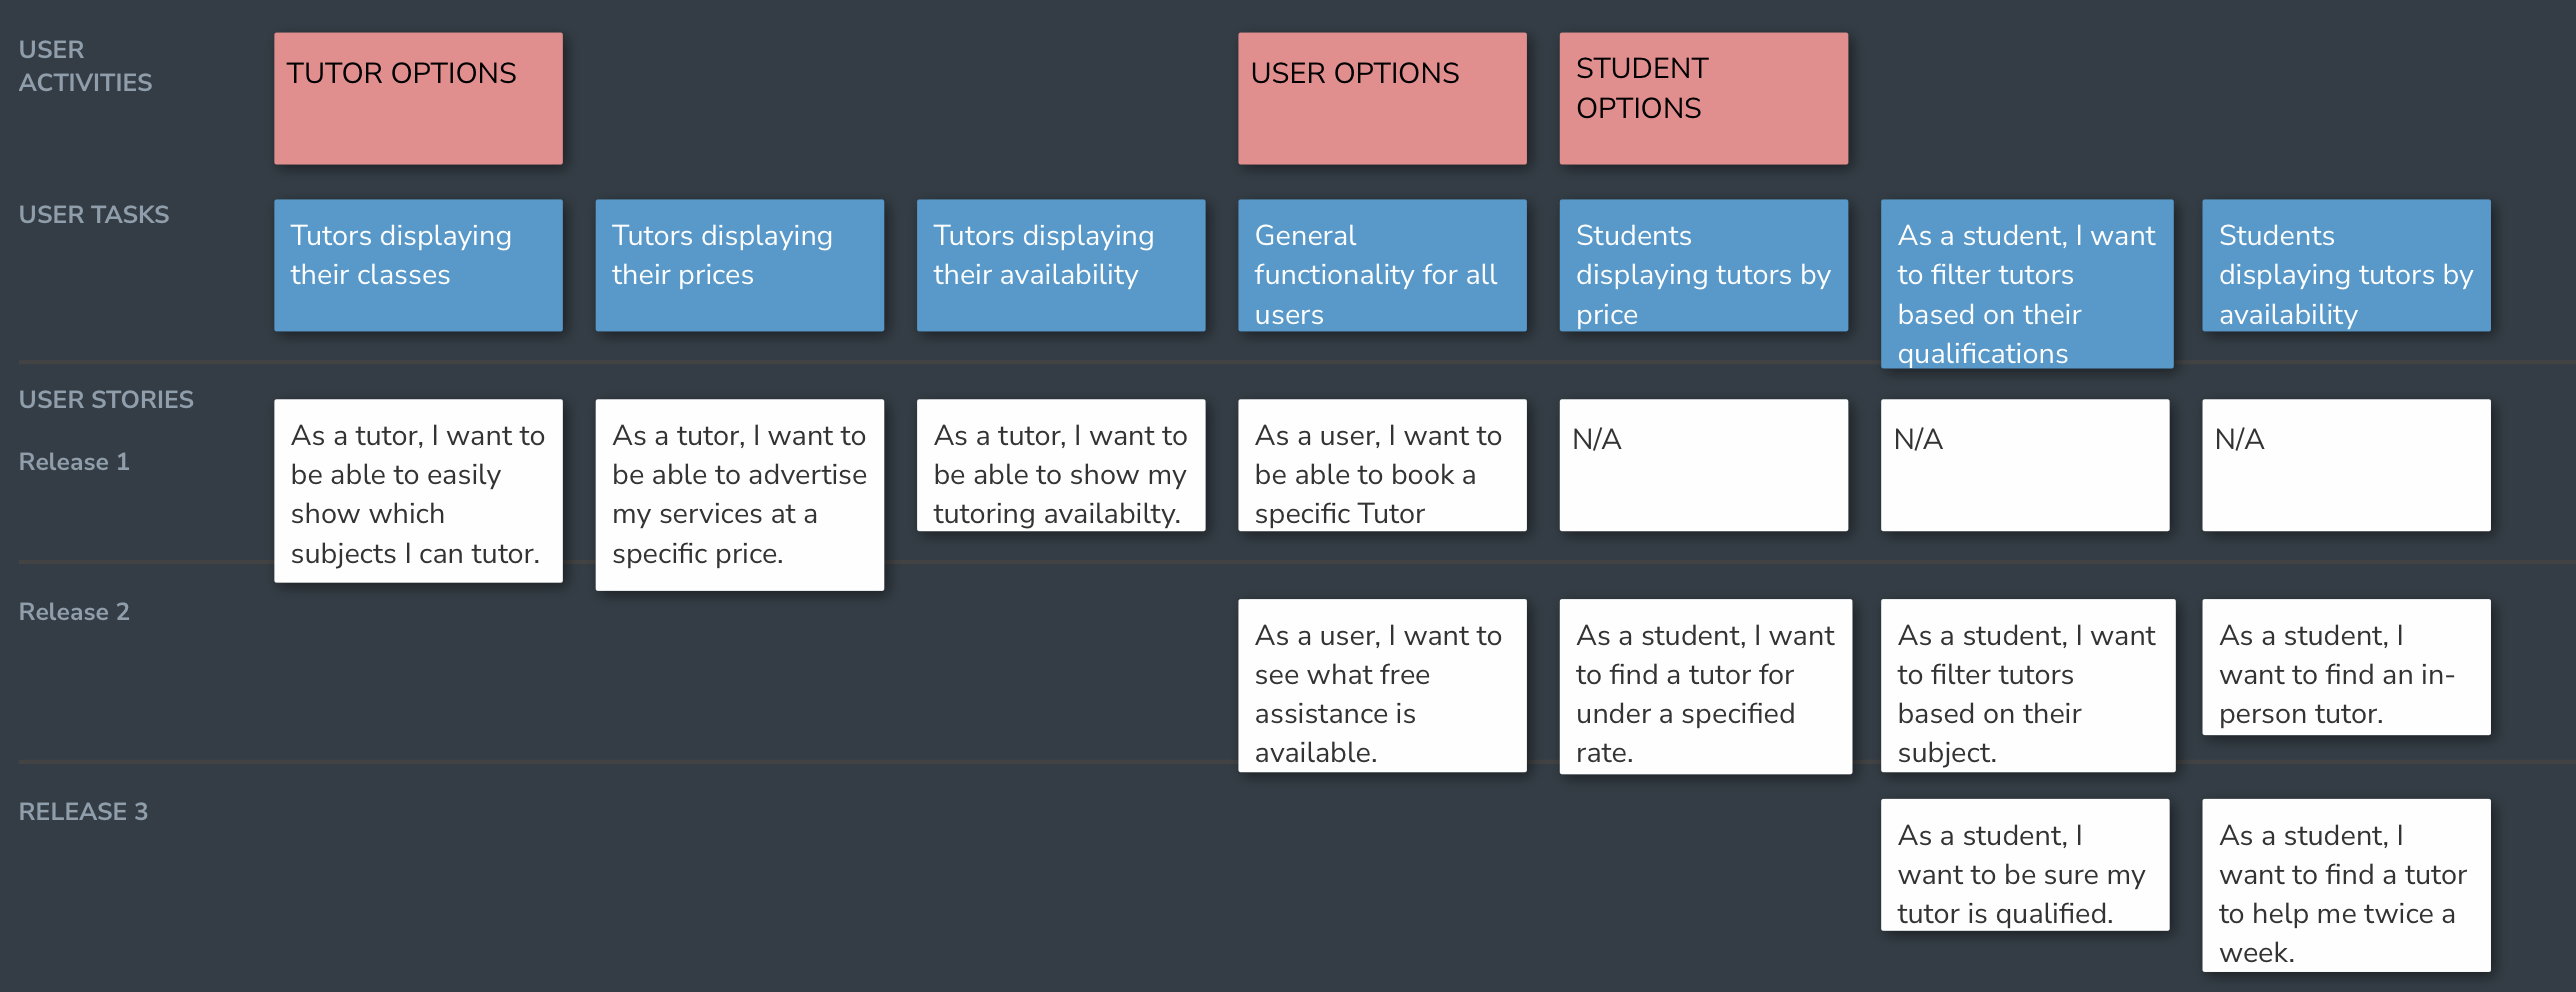 USER
ACTIVITIES
TUTOR OPTIONS
USER OPTIONS
STUDENT
OPTIONS
USER TASKS
Tutors displaying
their classes
Tutors displaying
their prices
Tutors displaying
their availability
General
functionality for all
users
Students
displaying tutors by
price
As a student, I want
to filter tutors
based on their
qualifications
Students
displaying tutors by
availability
USER STORIES
Release 1
As a tutor, I want to
be able to easily
show which
subjects I can tutor.
As a tutor, I want to
be able to advertise
my services at a
specific price.
As a tutor, I want to
be able to show my
tutoring availabilty.
As a user, I want to
be able to book a
specific Tutor
N/A
N/A
N/A
Release 2
As a user, I want to
see what free
assistance is
available.
As a student, I want
to find a tutor for
under a specified
rate.
As a student, I want
to filter tutors
based on their
subject.
As a student, I
want to find an in-
person tutor.
RELEASE 3
As a student, I
want to be sure my
tutor is qualified.
As a student, I
want to find a tutor
to help me twice a
week.